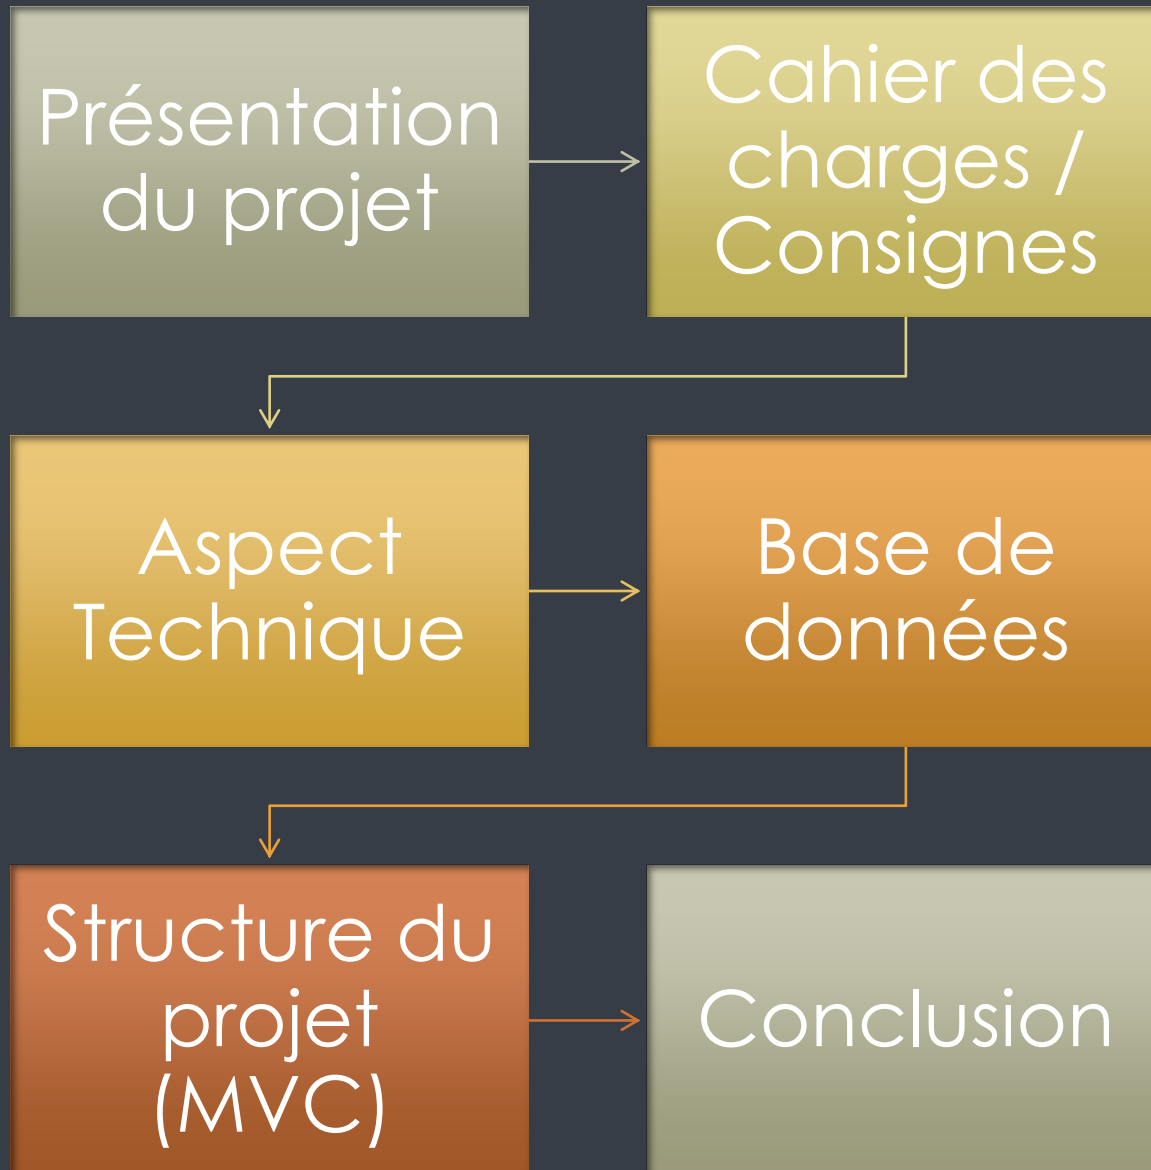 Présentation
du projet
Cahier des
charges /
Consignes
Aspect
Technique
Base de
données
Structure du
projet
(MVC)
Conclusion